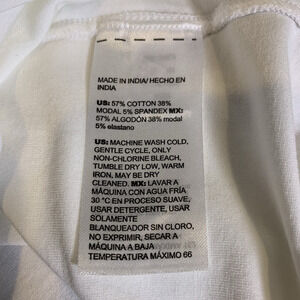 MADE IN INDIA/ HECHO EN
INDIA
US: 57% COTTON 38%
MODAL 5% SPANDEX MX:
57% ALGODÓN 38% modal
5% elastano
US: MACHINE WASH COLD,
GENTLE CYCLE, ONLY
NON-CHLORINE BLEACH,
TUMBLE DRY LOW, WARM
IRON, MAY BE DRY
CLEANED. MX: LAVAR A
MÁQUINA CON AGUA FRÍA
30 °C EN PROCESO SUAVE,
USAR DETERGENTE, USAR
SOLAMENTE
BLANQUEADOR SIN CLORO,
NO EXPRIMIR, SECAR A
MÁQUINA A BAJA
TEMPERATURA MÁXIMO 66